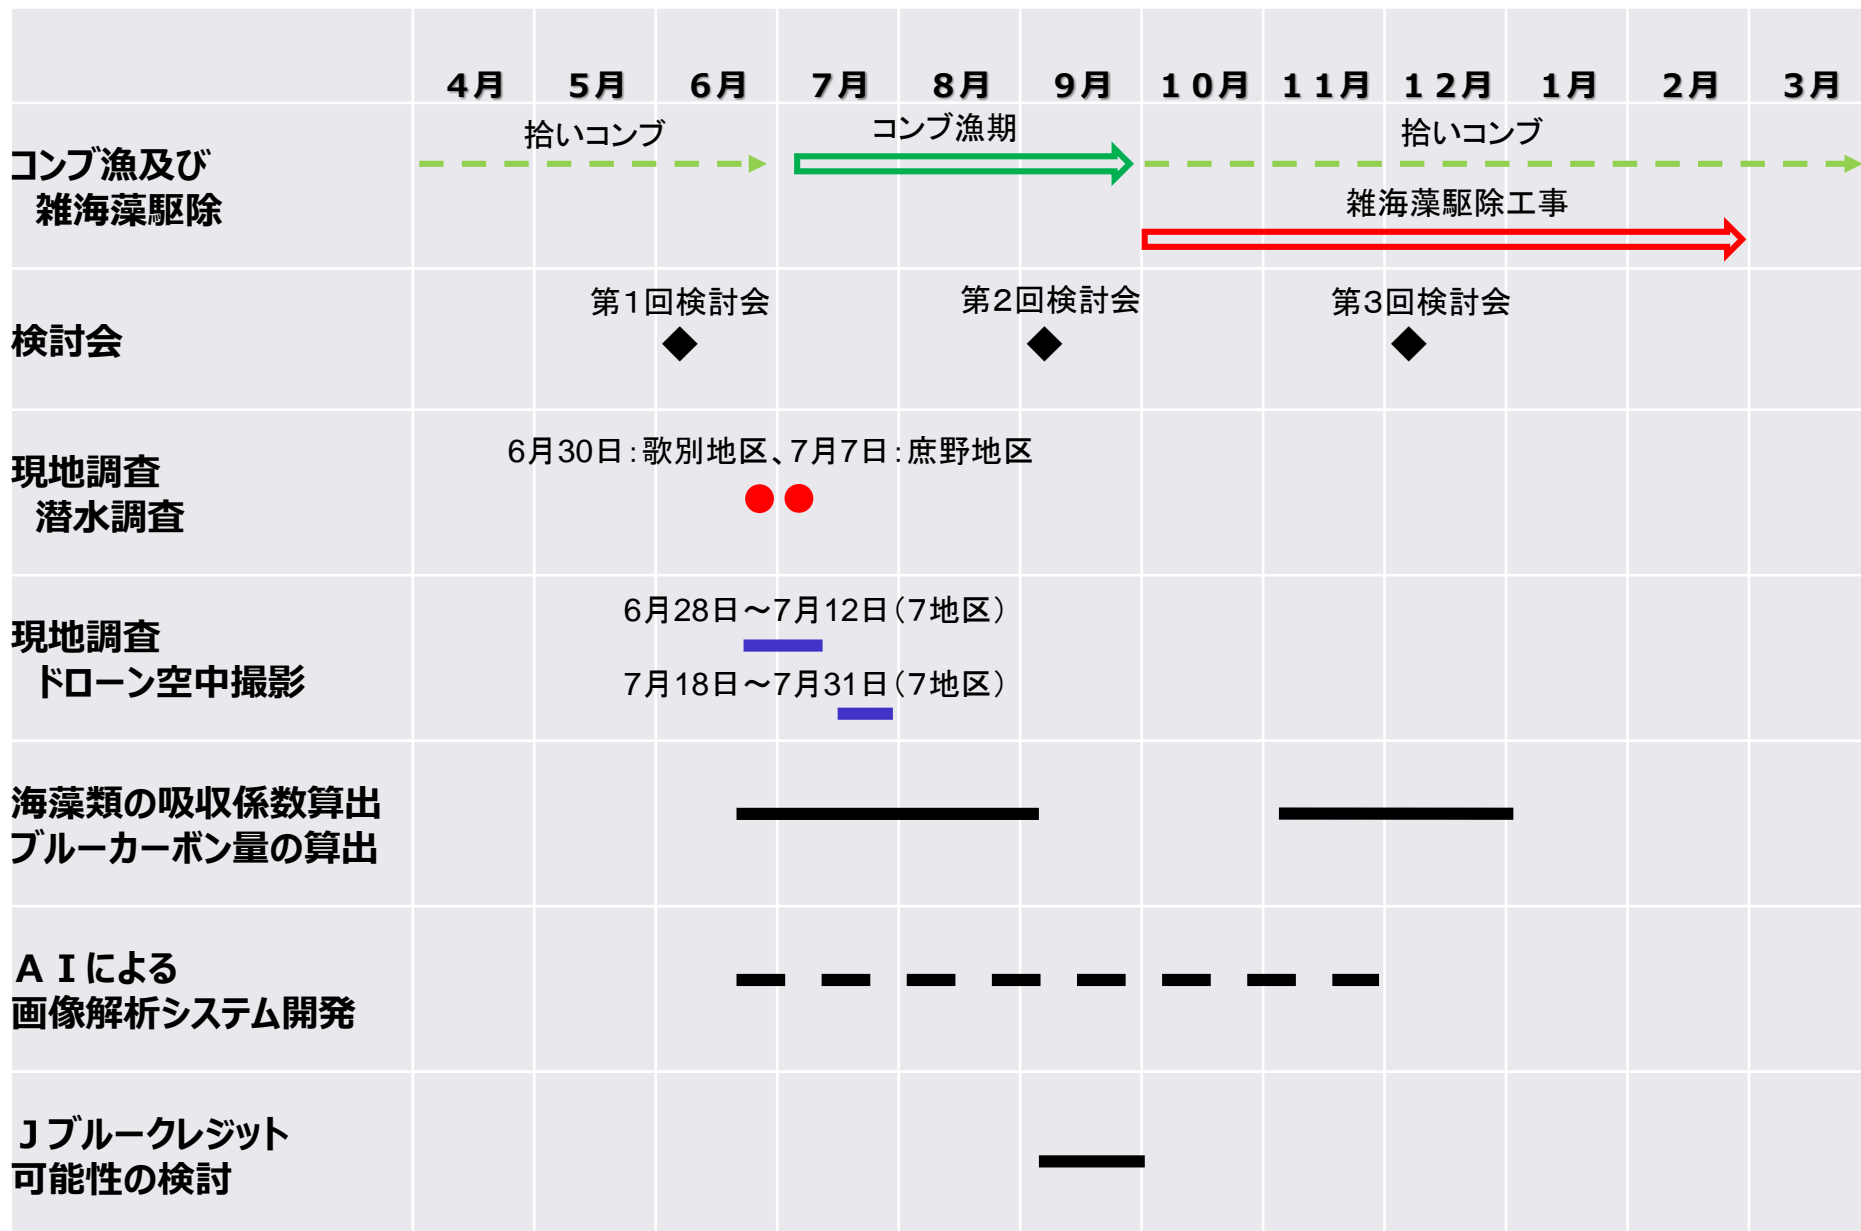 4月 5月 6月 7月 8月 9月 10月 11月 12月 1月 2月 3月
コンブ漁及び
雑海藻駆除
拾いコンブ
コンブ漁期
拾いコンブ
雑海藻駆除工事
検討会
第1回検討会
第2回検討会
第3回検討会
現地調査
潜水調査
6月30日:歌別地区、7月7日:庶野地区
現地調査
ドローン空中撮影
6月28日~7月12日(7地区)
7月18日~7月31日(7地区)
海藻類の吸収係数算出
ブルーカーボン量の算出
AIによる
画像解析システム開発
Jブルークレジット
可能性の検討